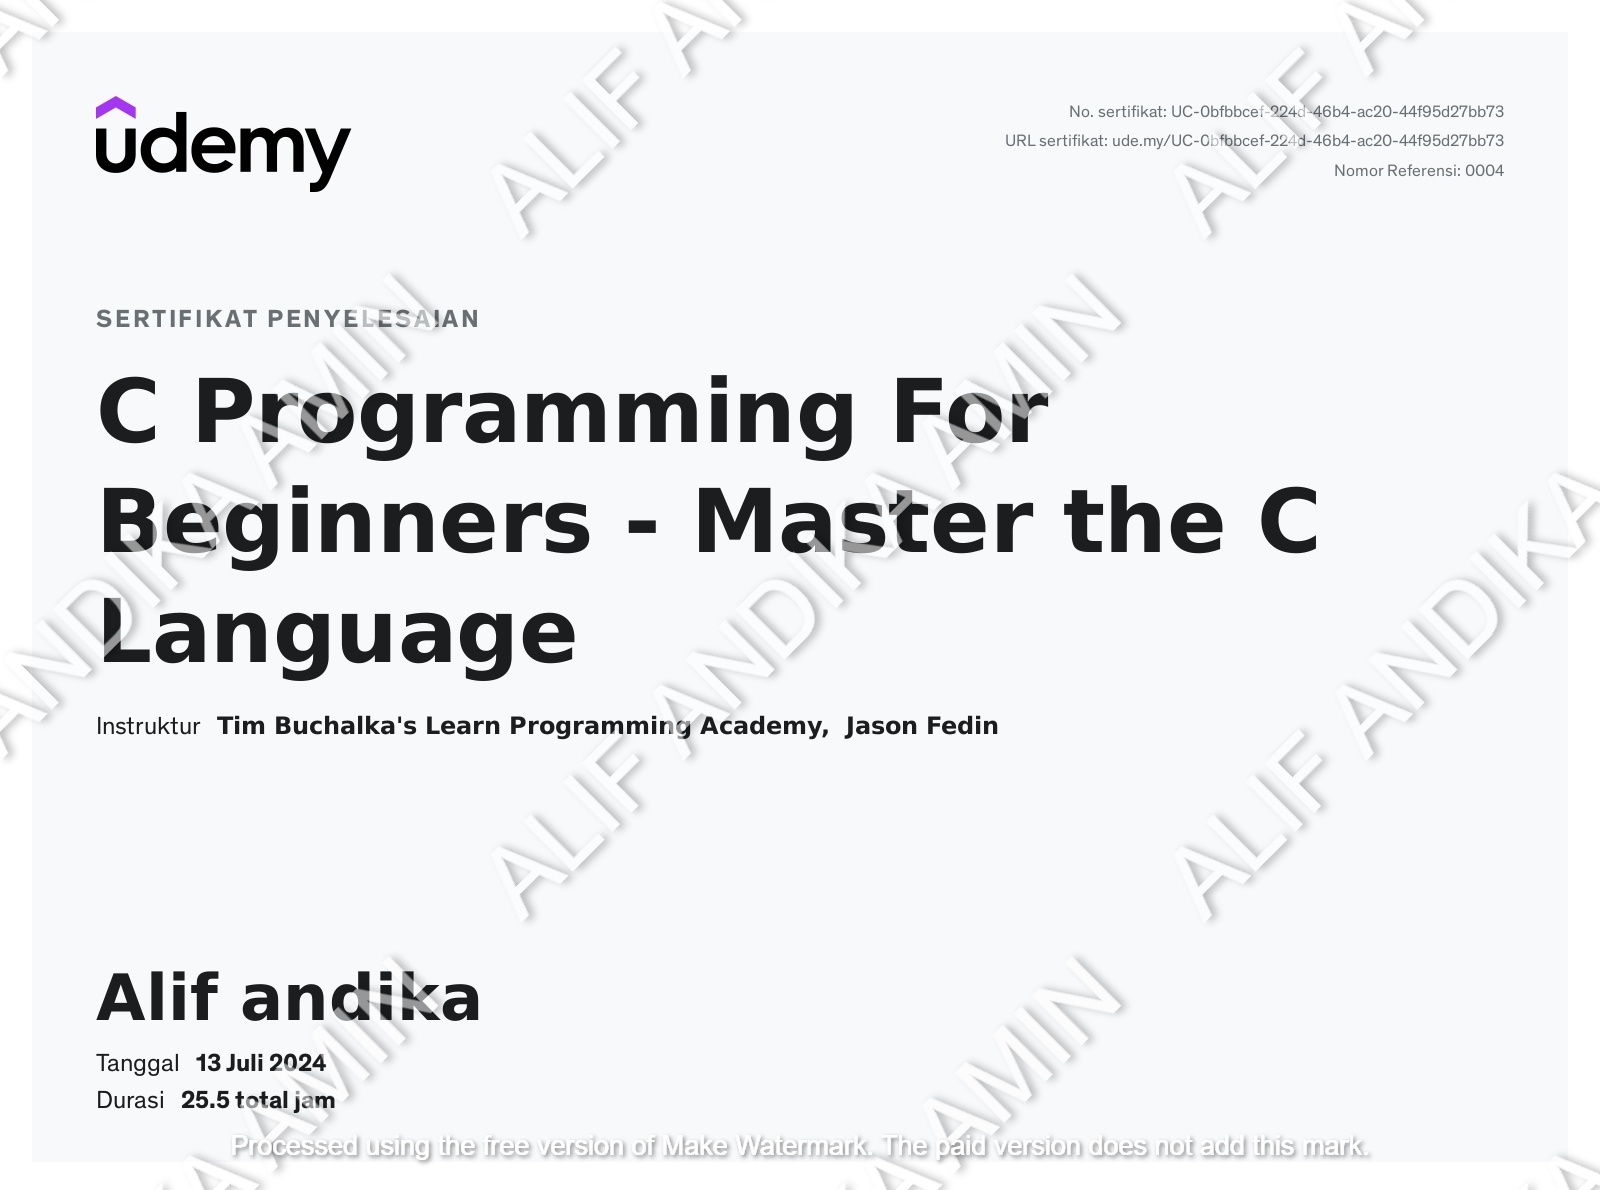 udemy
No. sertifikat: UC-0bfbbcef-224d-46b4-ac20-44f95d27bb73
URL sertifikat: ude.my/UC-0bfbbcef-224d-46b4-ac20-44f95d27bb73
Nomor Referensi: 0004
SERTIFIKAT PENYELESAIAN
C Programming For
Beginners - Master the C
Language
Instruktur Tim Buchalka's Learn Programming Academy, Jason Fedin
Alif andika
Tanggal 13 Juli 2024
Durasi 25.5 total jam
Processed using the free version of Make Watermark. The paid version does not add this mark.
ALIF ANDIKA AMIN